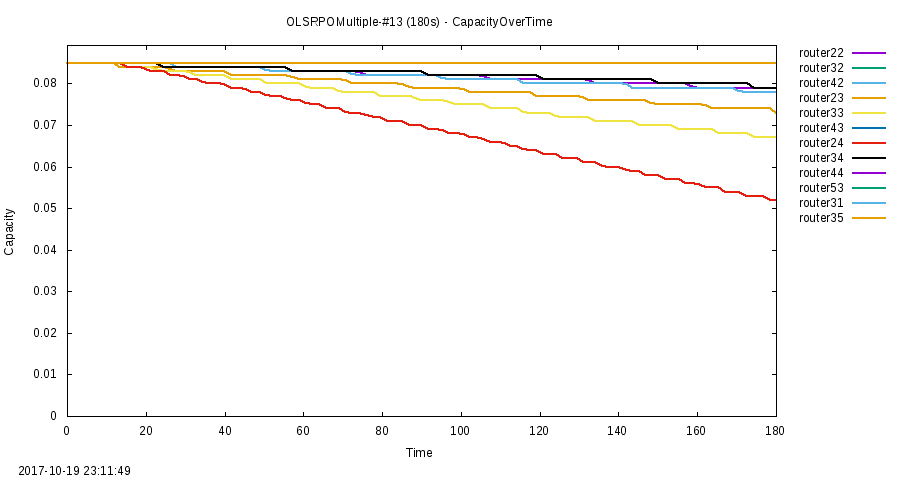 OLSRPOMultiple-#13 (180s) - CapacityOverTime
router22
router32
router42
router23
router33
router43
router24
router34
router44
router53
router31
router35
0.08
0.07
0.06
0.05
0.04
0.03
0.02
0.01
0
Capacity
0 20 40 60 80 100 120 140 160 180
Time
2017-10-19 23:11:49